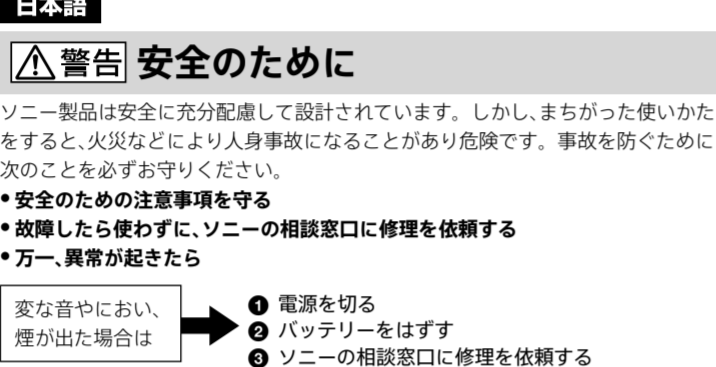 日本語
警告 安全のために
ソニー製品は安全に充分配慮して設計されています。しかし、まちがった使いかた
をすると、火災などにより人身事故になることがあり危険です。事故を防ぐために
次のことを必ずお守りください。
• 安全のための注意事項を守る
• 故障したら使わずに、ソニーの相談窓口に修理を依頼する
• 万一、異常が起きたら
変な音やにおい、
煙が出た場合は
❶ 電源を切る
❷ バッテリーをはずす
❸ ソニーの相談窓口に修理を依頼する